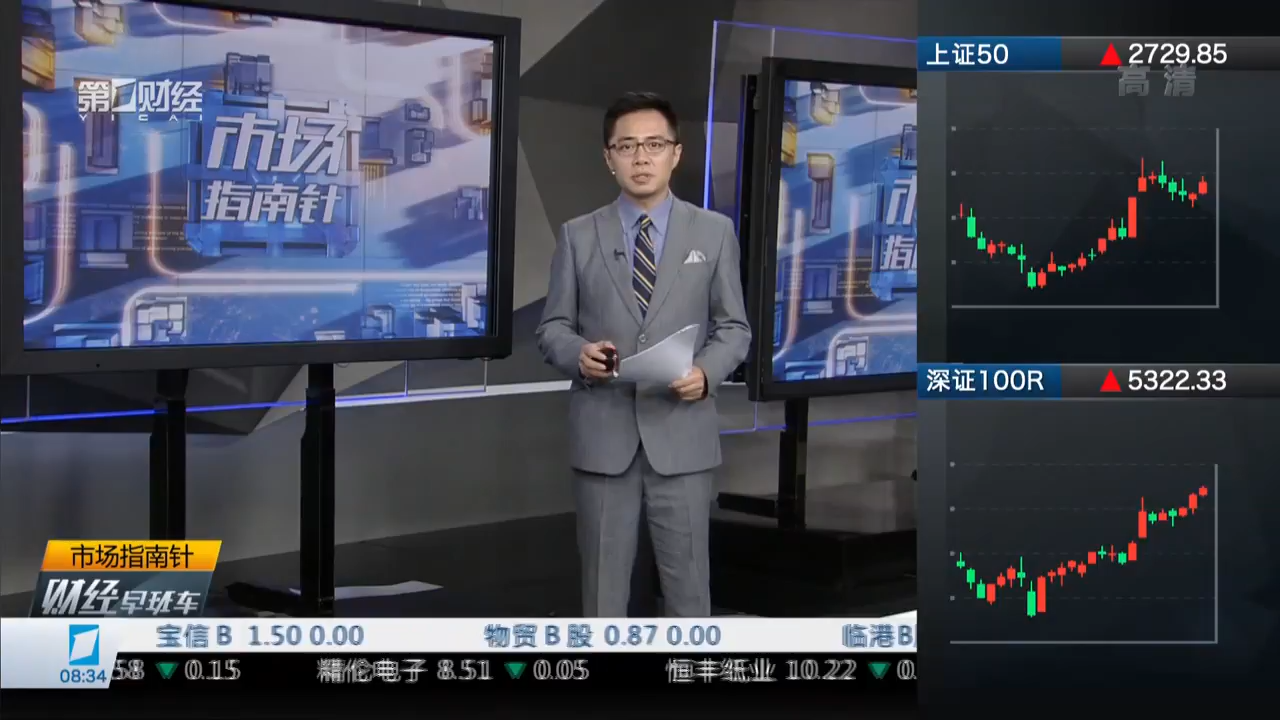 第一财经
YICAI
市场
指南针
上证50 ▲2729.85
高清
深证100R ▲5322.33
市场指南针
财经早班车
宝信B 1.50 0.00 物贸B股 0.87 0.00 临港B
08:34
58 ▼0.15 精伦电子 8.51 ▼0.05 恒丰纸业 10.22 ▼0.